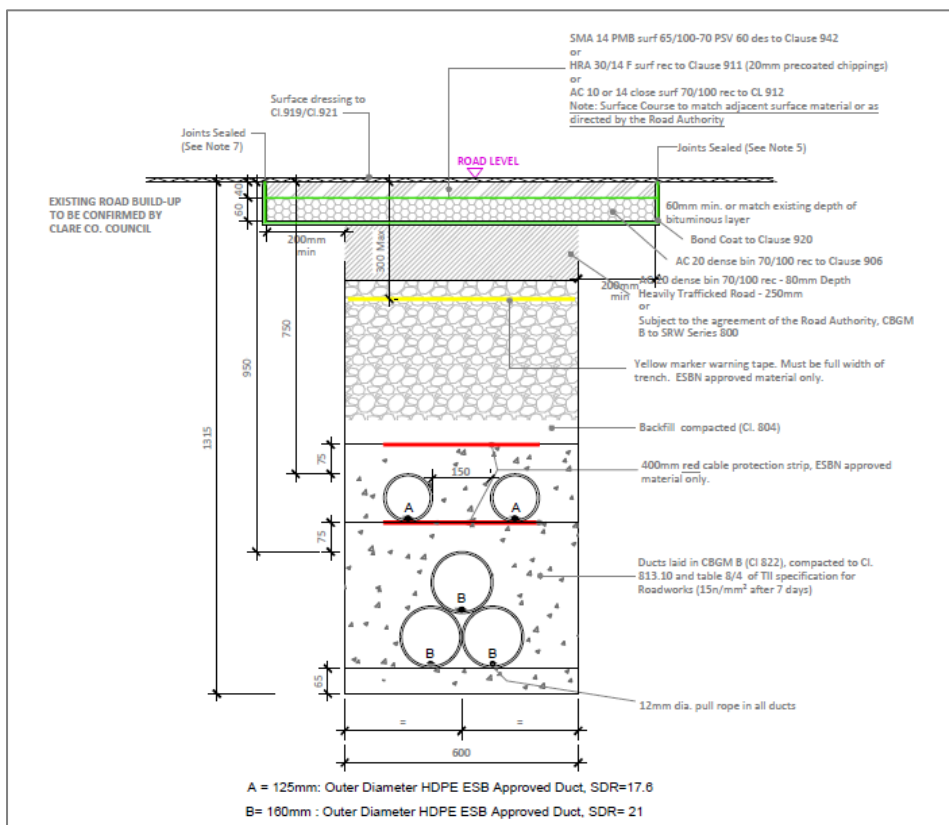 SMA 14 PMB surf 65/100-70 PSV 60 des to Clause 942
or
HRA 30/14 F surf rec to Clause 911 (20mm precoated chippings)
or
AC 10 or 14 close surf 70/100 rec to CL 912
Note: Surface Course to match adjacent surface material or as
directed by the Road Authority
Surface dressing to
Cl.919/Cl.921
Joints Sealed
(See Note 7)
ROAD LEVEL
Joints Sealed (See Note 5)
EXISTING ROAD BUILD-UP
TO BE CONFIRMED BY
CLARE CO. COUNCIL
40
60
60mm min. or match existing depth of
bituminous layer
Bond Coat to Clause 920
AC 20 dense bin 70/100 rec to Clause 906
200mm
min
300 Max
200mm
min
AC 20 dense bin 70/100 rec - 80mm Depth
Heavily Trafficked Road - 250mm
or
Subject to the agreement of the Road Authority, CBGM
B to SRW Series 800
750
950
1315
Yellow marker warning tape. Must be full width of
trench. ESBN approved material only.
Backfill compacted (Cl. 804)
75
150
400mm red cable protection strip, ESBN approved
material only.
A
A
75
Ducts laid in CBGM B (Cl 822), compacted to Cl.
813.10 and table 8/4 of TII specification for
Roadworks (15n/mm² after 7 days)
B
B
B
65
12mm dia. pull rope in all ducts
=
=
600
A = 125mm: Outer Diameter HDPE ESB Approved Duct, SDR=17.6
B= 160mm : Outer Diameter HDPE ESB Approved Duct, SDR= 21